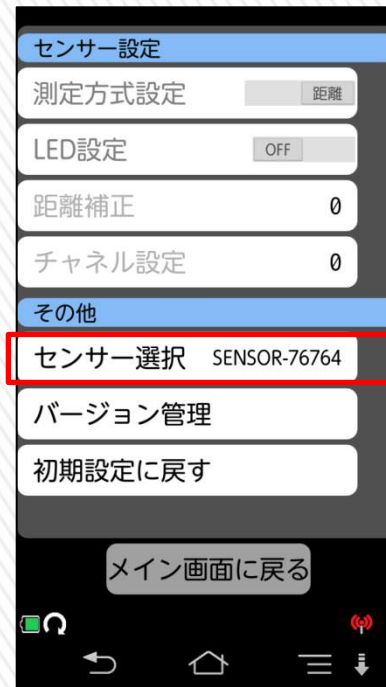 センサー設定
測定方式設定 距離
LED設定 OFF
距離補正 0
チャネル設定 0
その他
センサー選択 SENSOR-76764
バージョン管理
初期設定に戻す
メイン画面に戻る